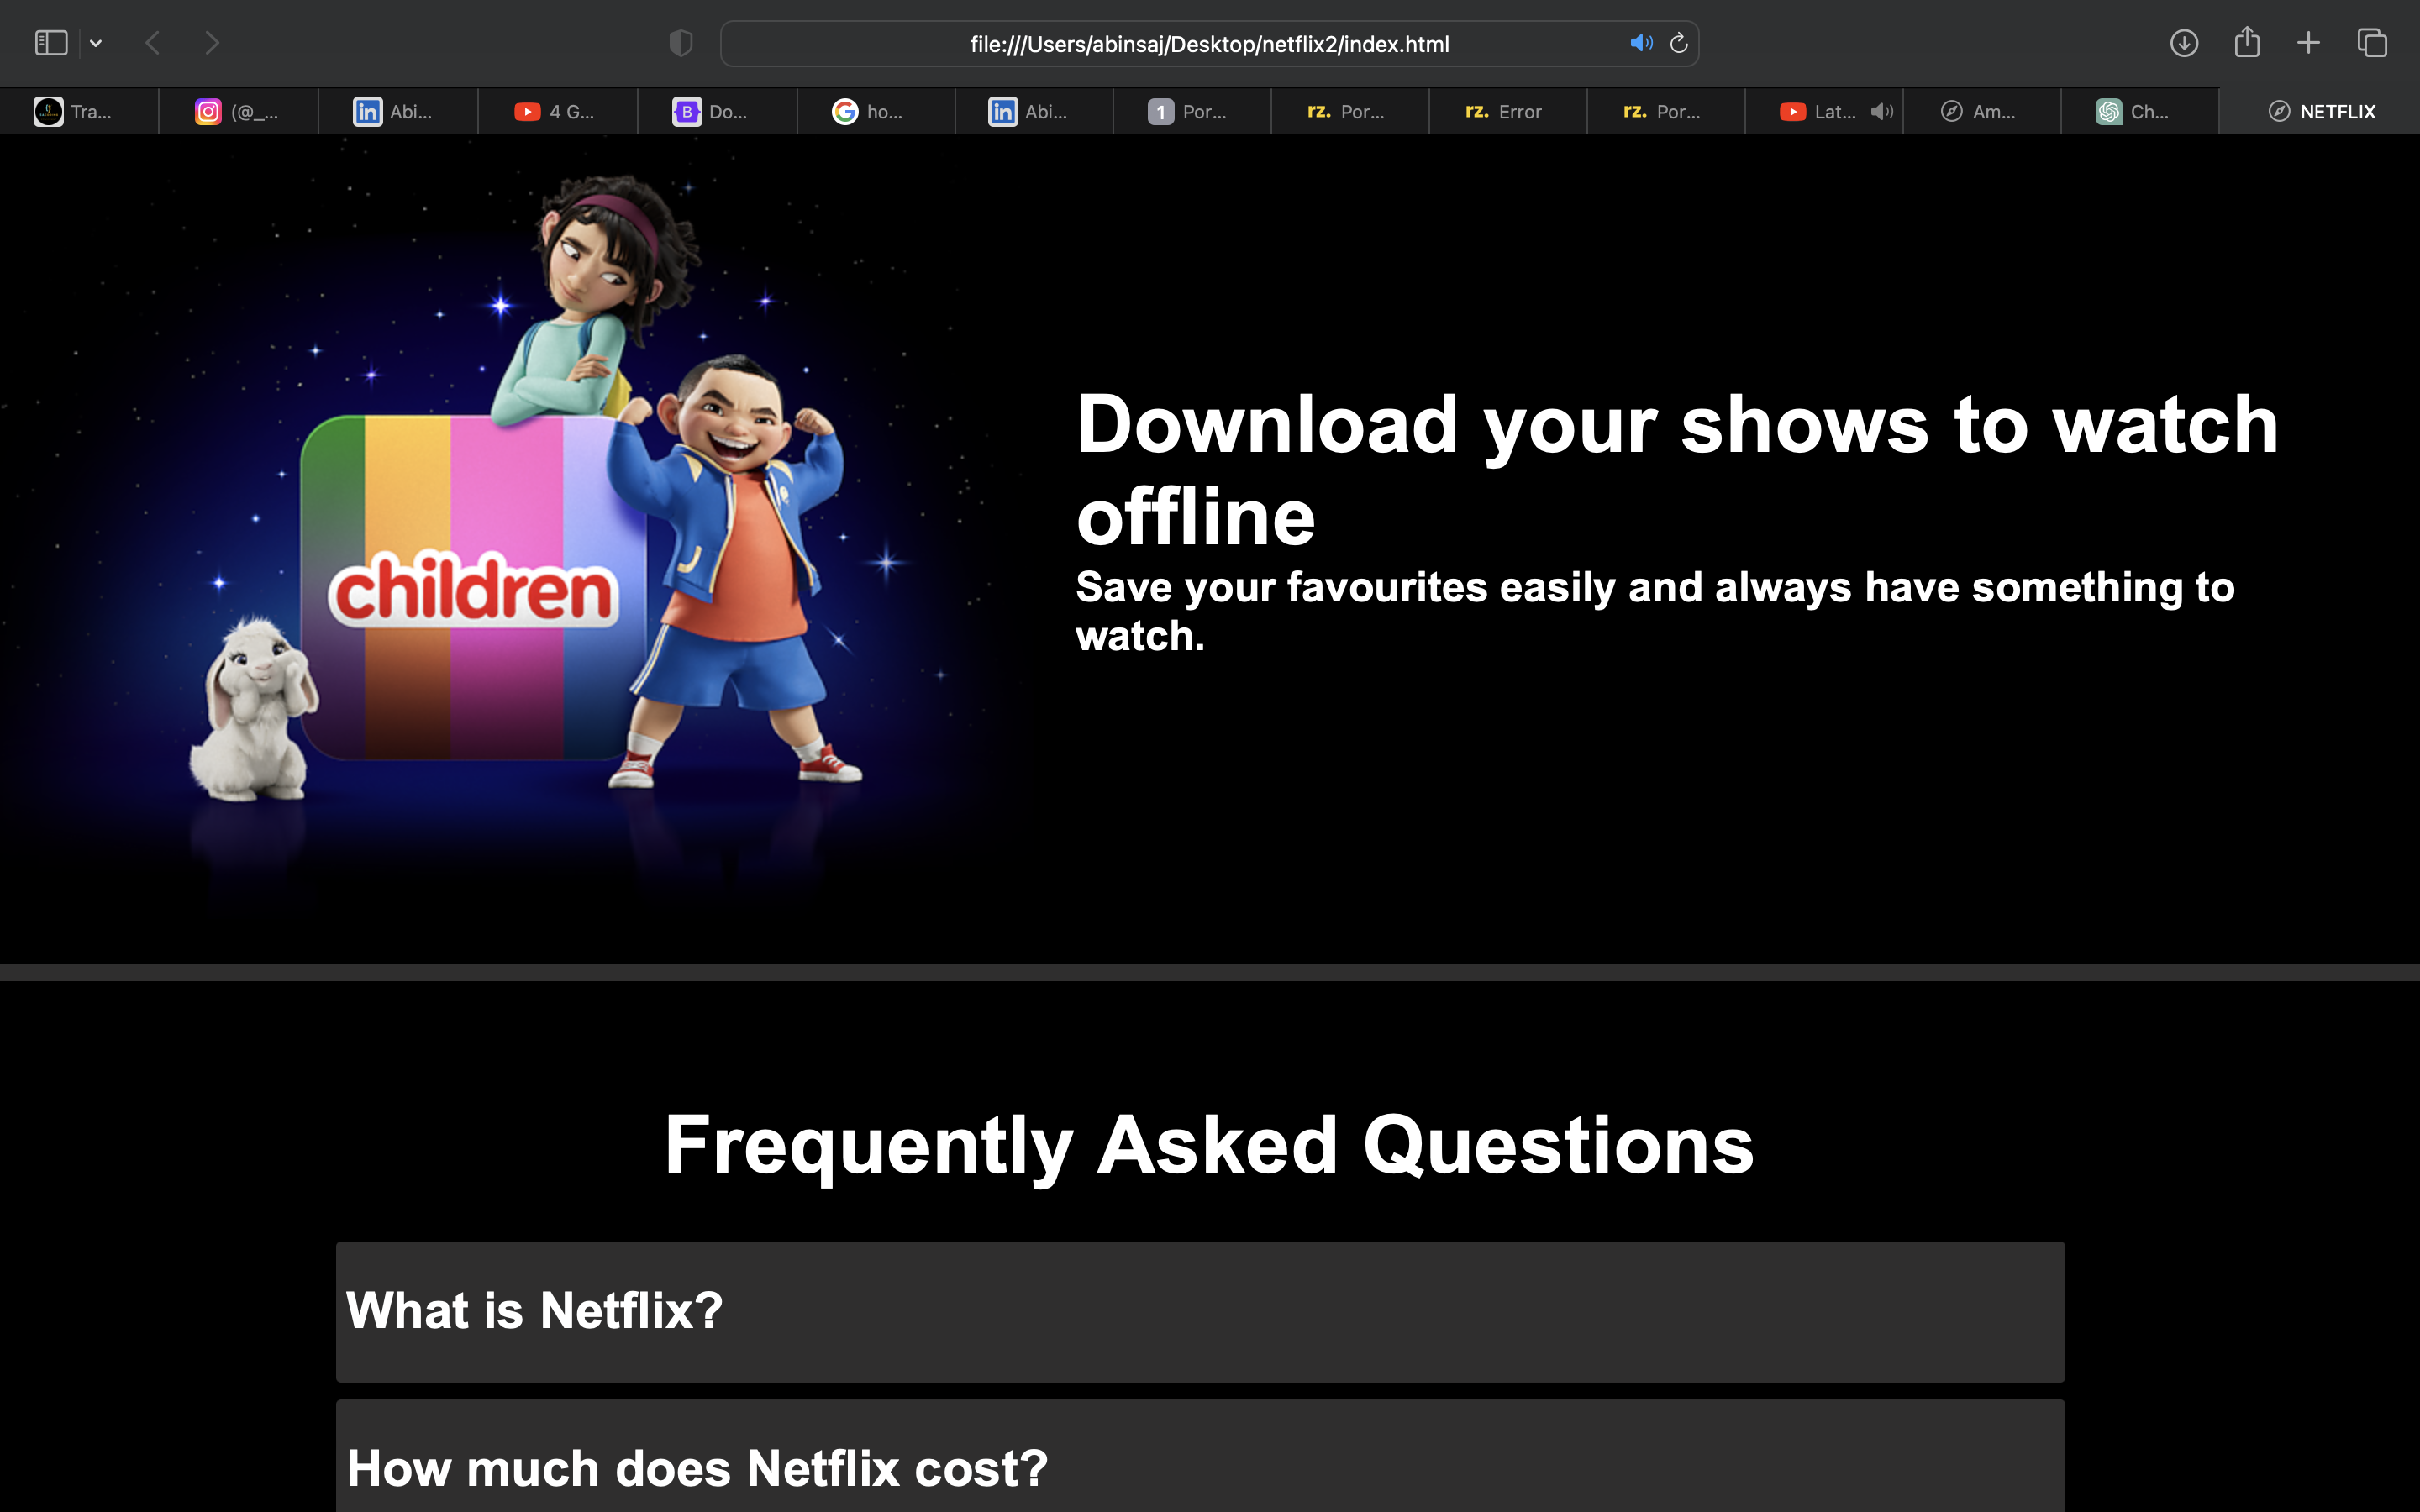 file:///Users/abinsaj/Desktop/netflix2/index.html
Tra...
(@_...
Abi...
4 G...
Do...
ho...
Abi...
1 Por...
rz. Por...
rz. Error
rz. Por...
Lat...
Am...
Ch...
NETFLIX
Download your shows to watch
offline
Save your favourites easily and always have something to
watch.
children
Frequently Asked Questions
What is Netflix?
How much does Netflix cost?